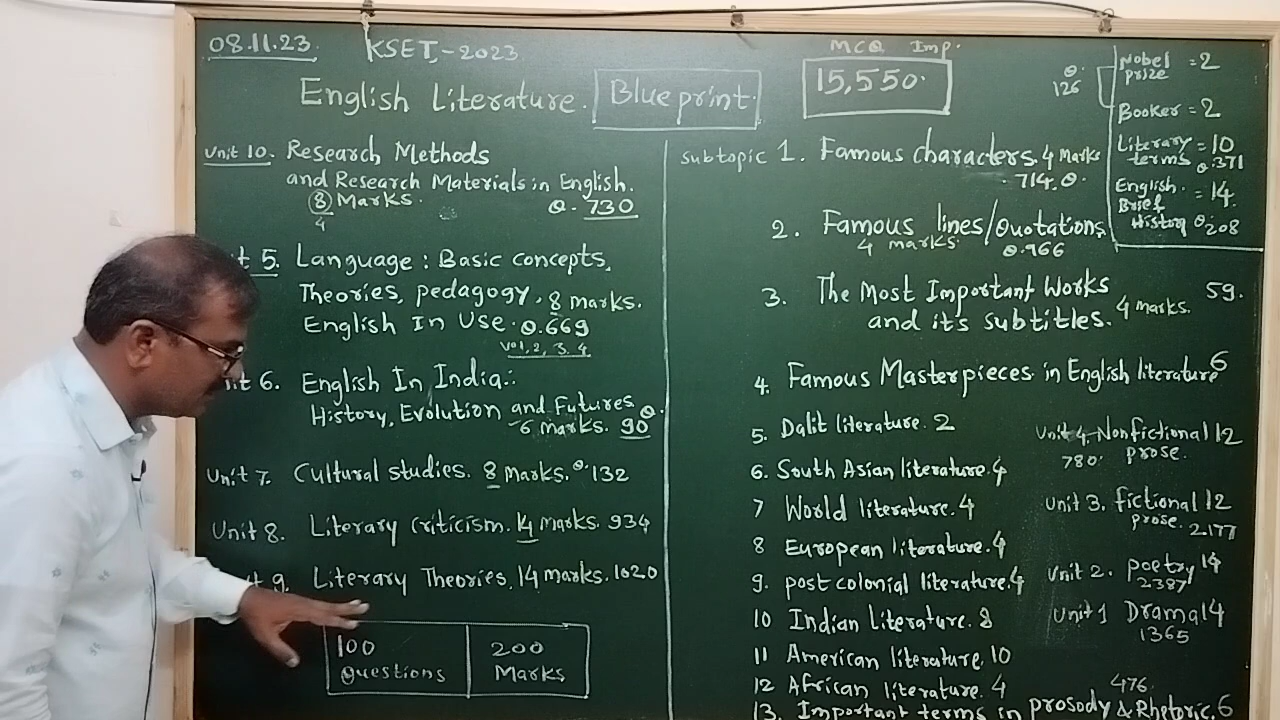 08.11.23.
KSET,-2023
English Literature. Blueprint.
MCQ Imp.
15,550.
Unit 10. Research Methods
and Research Materials in English.
8 Marks. Q. 730
4
t 5. Language: Basic concepts,
Theories, pedagogy. 8 marks.
English In Use. Q.669
Vol, 2, 3. 4
it 6. English In India:
History, Evolution and Futures
6 marks. Q. 90
Unit 7. Cultural studies. 8 Marks. Q. 132
Unit 8. Literary Criticism. 14 marks. 934
t 9. Literary Theories. 14 marks. 1020
100
Questions
200
Marks
subtopic 1. Famous characters. 4 Marks
714. Q.
2. Famous lines/Quotations
4 marks. Q.966
3. The Most Important Works 59.
and its subtitles. 4 marks.
4. Famous Masterpieces in English literature 6
5. Dalit literature. 2
6. South Asian literature. 4
7 World literature. 4
8 European literature. 4
9. post colonial literature. 4
10 Indian Literature. 8
11 American literature. 10
12 African literature. 4
476.
13. Important terms in prosody & Rhetoric. 6
Q. 126
Nobel prize = 2
Booker = 2
Literary terms = 10
Q.371
English = 14.
Brief
History Q.208
Unit 4. Nonfictional 12
780. prose.
Unit 3. fictional 12
prose. 2177
Unit 2. poetry 14
2387
Unit 1 Drama 14
1365